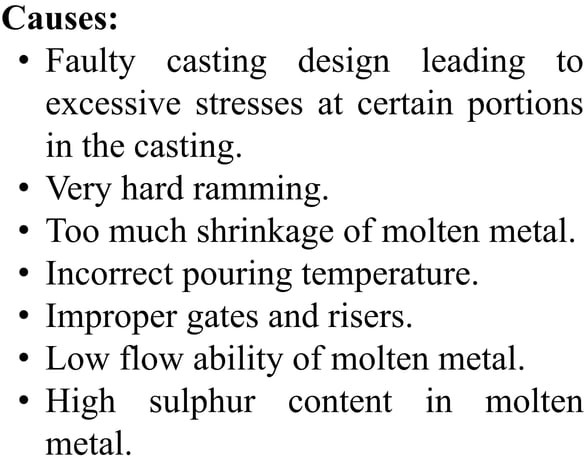 Causes:
• Faulty casting design leading to
excessive stresses at certain portions
in the casting.
• Very hard ramming.
• Too much shrinkage of molten metal.
• Incorrect pouring temperature.
• Improper gates and risers.
• Low flow ability of molten metal.
• High sulphur content in molten
metal.